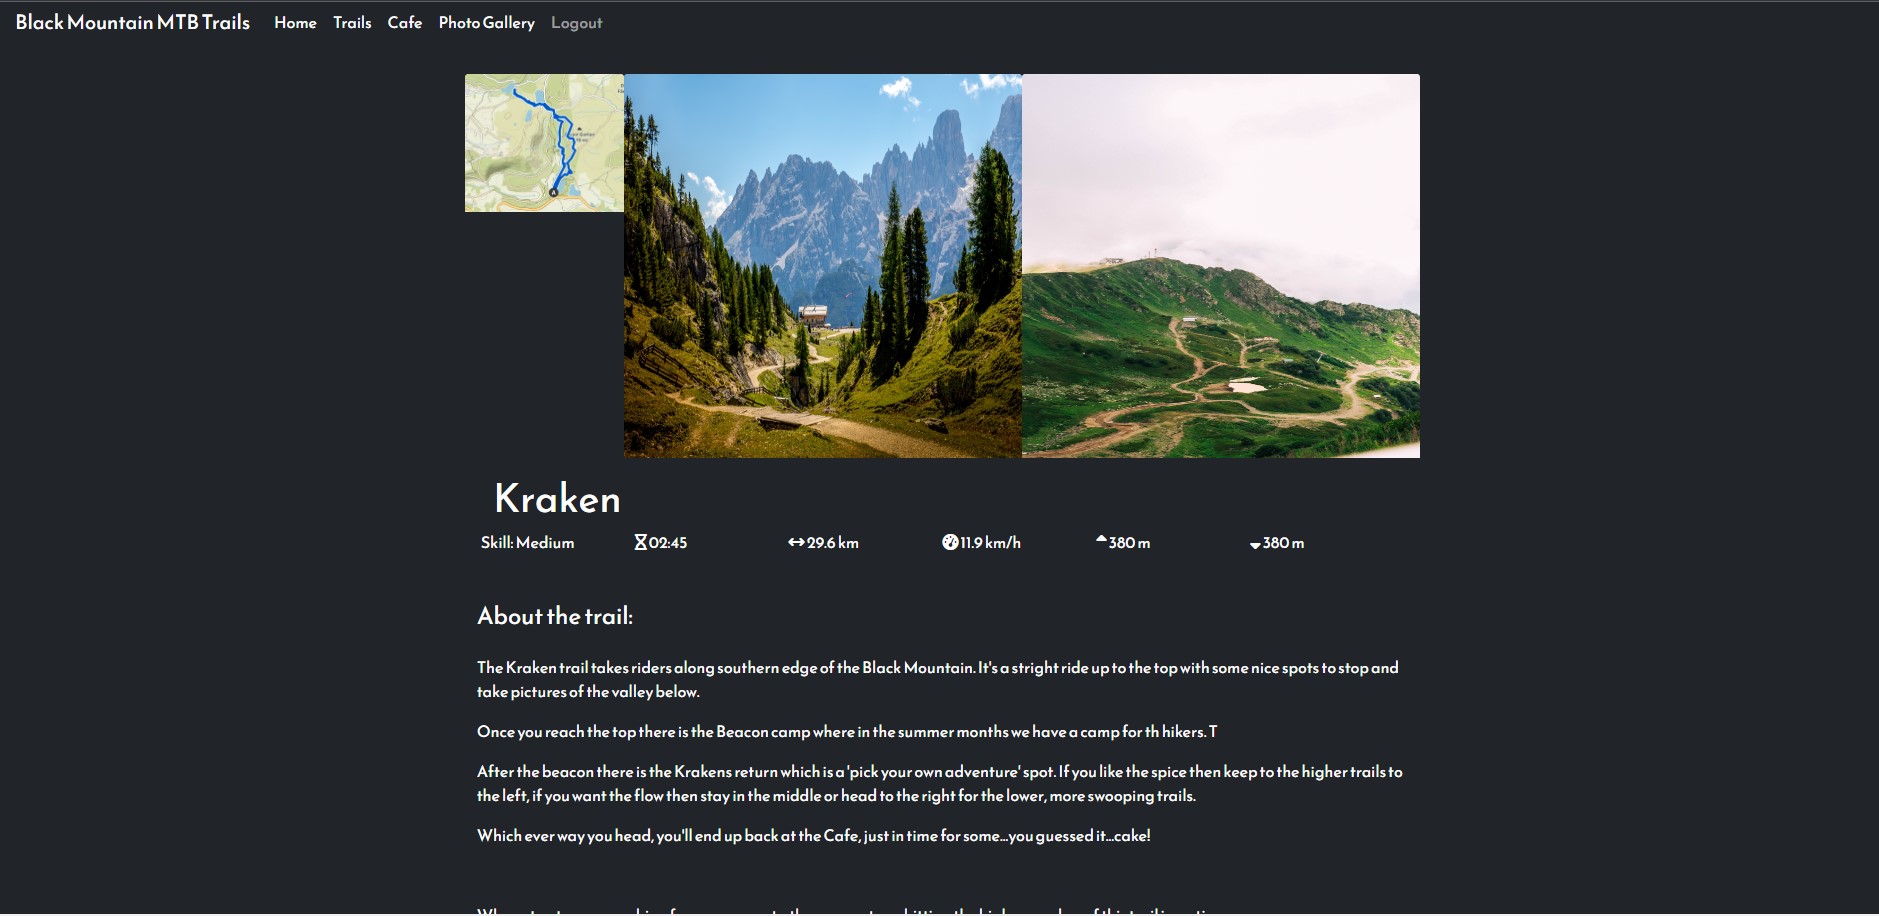 Black Mountain MTB Trails Home Trails Cafe Photo Gallery Logout
Kraken
Skill: Medium 02:45 29.6 km 11.9 km/h 380 m 380 m
About the trail:
The Kraken trail takes riders along southern edge of the Black Mountain. It's a stright ride up to the top with some nice spots to stop and
take pictures of the valley below.
Once you reach the top there is the Beacon camp where in the summer months we have a camp for th hikers. T
After the beacon there is the Krakens return which is a 'pick your own adventure' spot. If you like the spice then keep to the higher trails to
the left, if you want the flow then stay in the middle or head to the right for the lower, more swooping trails.
Which ever way you head, you'll end up back at the Cafe, just in time for some...you guessed it...cake!